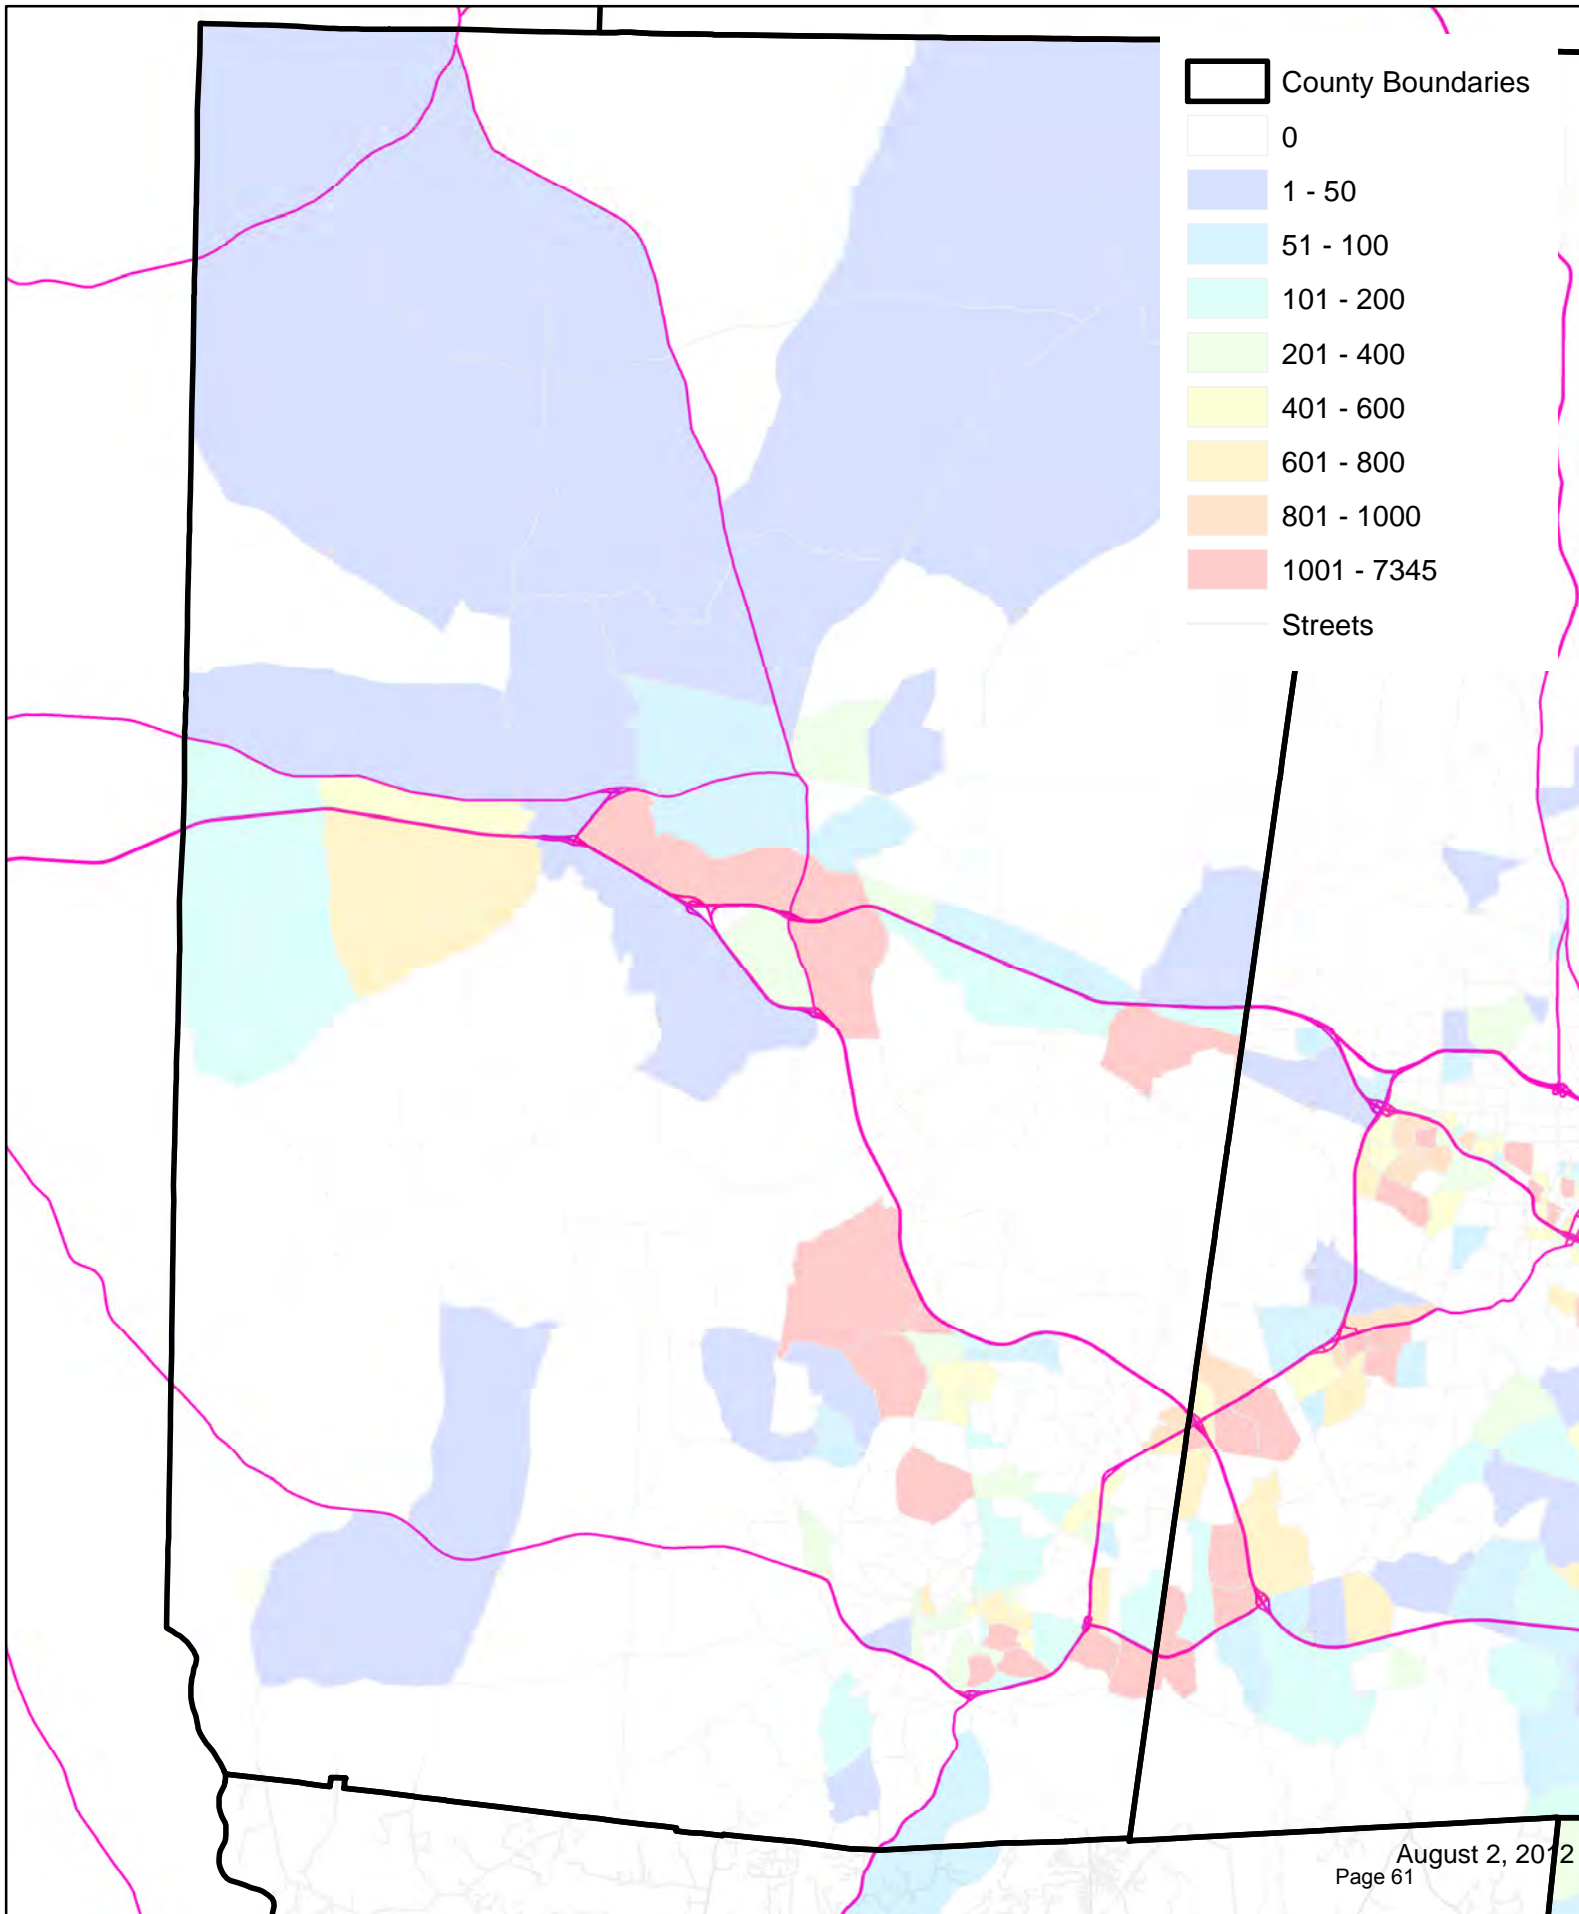 County Boundaries
0
1 - 50
51 - 100
101 - 200
201 - 400
401 - 600
601 - 800
801 - 1000
1001 - 7345
Streets
August 2, 2012
Page 61